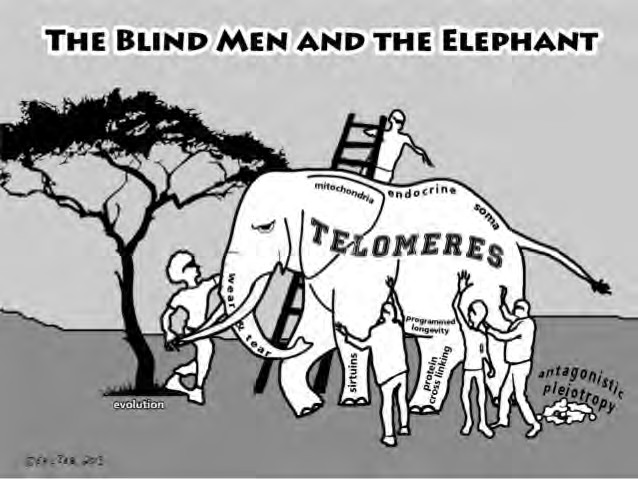 THE BLIND MEN AND THE ELEPHANT
mitochondria
endocrine
soma
TELOMERES
wear & tear
programmed
longevity
sirtuins
protein
cross linking
antagonistic
pleiotropy
evolution